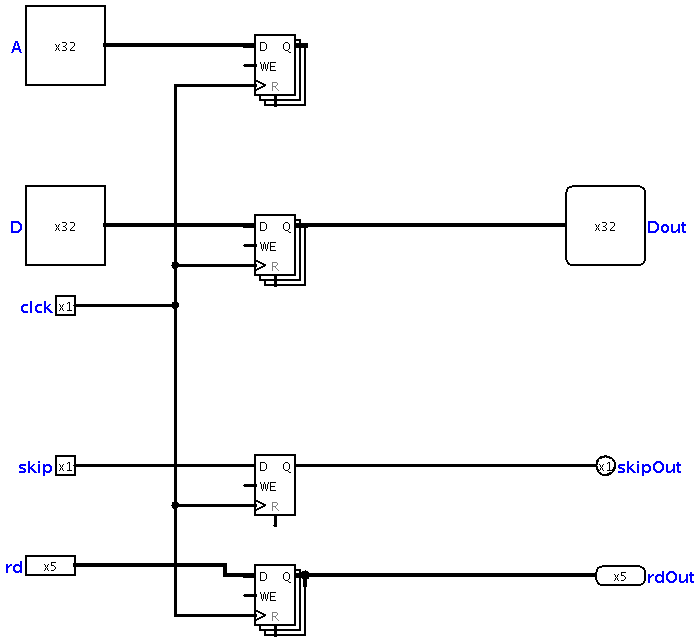 A x32 D Q
WE
R
D x32 D Q x32 Dout
WE
R
clck x1
skip x1 D Q x1 skipOut
WE
R
rd x5 D Q x5 rdOut
WE
R